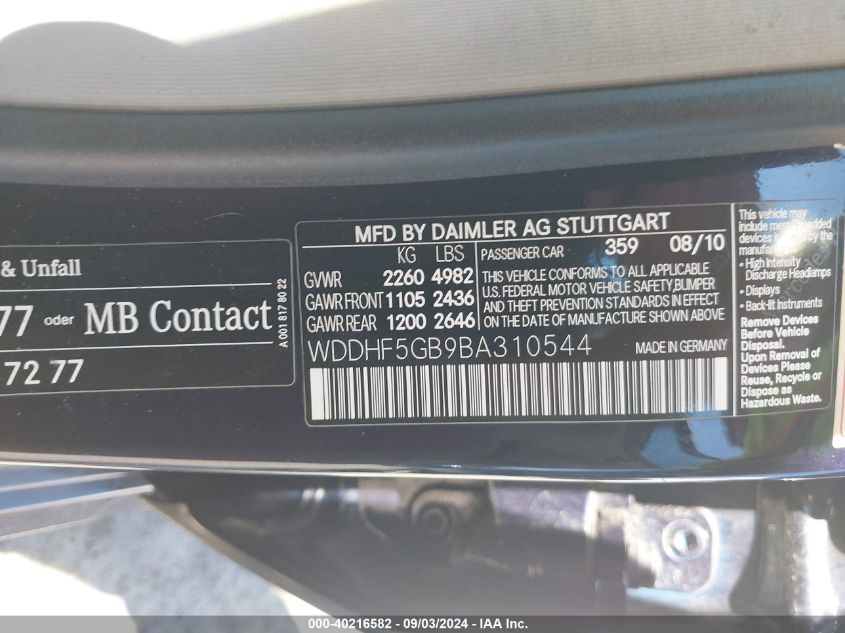 & Unfall
77 oder MB Contact
7 2 77
A 001 817 80 22
MFD BY DAIMLER AG STUTTGART
KG LBS
GVWR 2260 4982
GAWR FRONT 1105 2436
GAWR REAR 1200 2646
PASSENGER CAR 359 08/10
THIS VEHICLE CONFORMS TO ALL APPLICABLE
U.S. FEDERAL MOTOR VEHICLE SAFETY, BUMPER
AND THEFT PREVENTION STANDARDS IN EFFECT
ON THE DATE OF MANUFACTURE SHOWN ABOVE
WDDHF5GB9BA310544 MADE IN GERMANY
This vehicle may
include
devices by the
• High Intensity
Discharge Headlamps
• Displays
• Back-lit Instruments
Remove Devices
Before Vehicle
Disposal.
Upon Removal of
Devices Please
Reuse, Recycle or
Dispose as
Hazardous Waste.
000-40216582 - 09/03/2024 - IAA Inc.